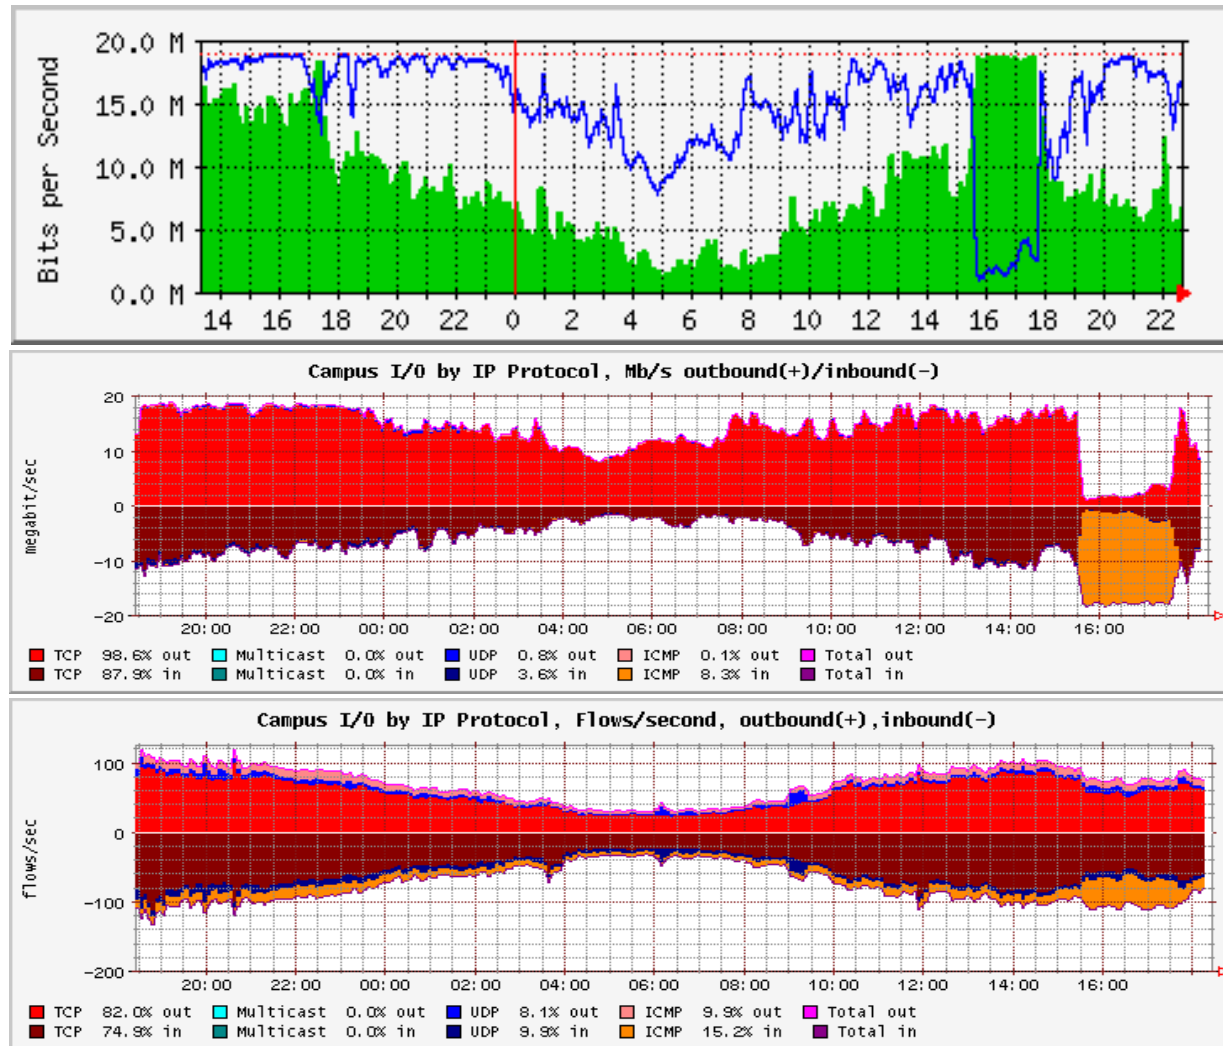 20.0 M
15.0 M
10.0 M
5.0 M
0.0 M
Bits per Second
14 16 18 20 22 0 2 4 6 8 10 12 14 16 18 20 22
Campus I/O by IP Protocol, Mb/s outbound(+)/inbound(-)
20
10
0
-10
-20
megabit/sec
20:00 22:00 00:00 02:00 04:00 06:00 08:00 10:00 12:00 14:00 16:00
TCP 98.6% out Multicast 0.0% out UDP 0.8% out ICMP 0.1% out Total out
TCP 87.9% in Multicast 0.0% in UDP 3.6% in ICMP 8.3% in Total in
Campus I/O by IP Protocol, Flows/second, outbound(+),inbound(-)
100
0
-100
-200
flows/sec
20:00 22:00 00:00 02:00 04:00 06:00 08:00 10:00 12:00 14:00 16:00
TCP 82.0% out Multicast 0.0% out UDP 8.1% out ICMP 9.9% out Total out
TCP 74.9% in Multicast 0.0% in UDP 9.9% in ICMP 15.2% in Total in